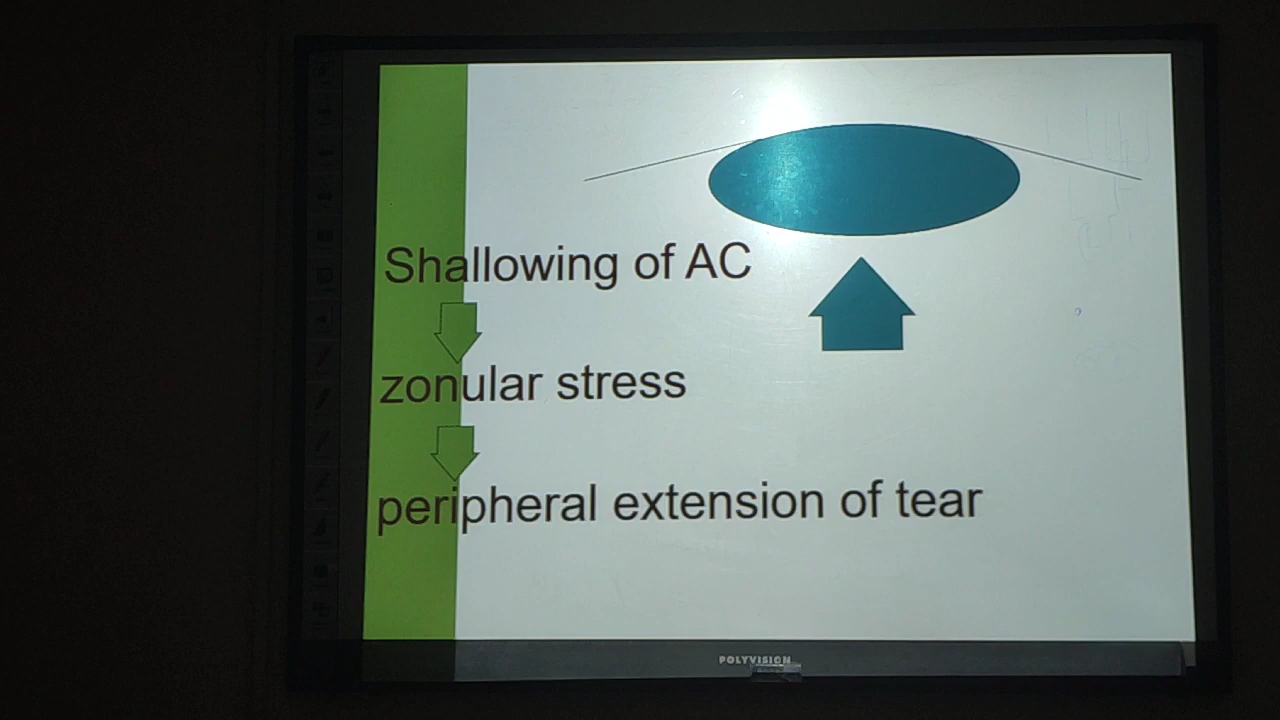 Shallowing of AC
zonular stress
peripheral extension of tear
POLYVISION